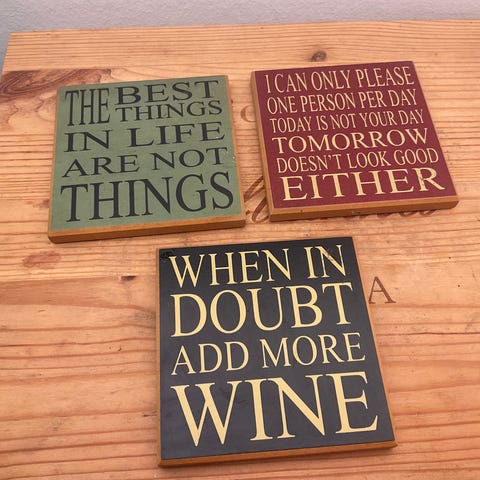 THE BEST
THINGS
IN LIFE
ARE NOT
THINGS
I CAN ONLY PLEASE
ONE PERSON PER DAY
TODAY IS NOT YOUR DAY
TOMORROW
DOESN'T LOOK GOOD
EITHER
WHEN IN
DOUBT
ADD MORE
WINE
A